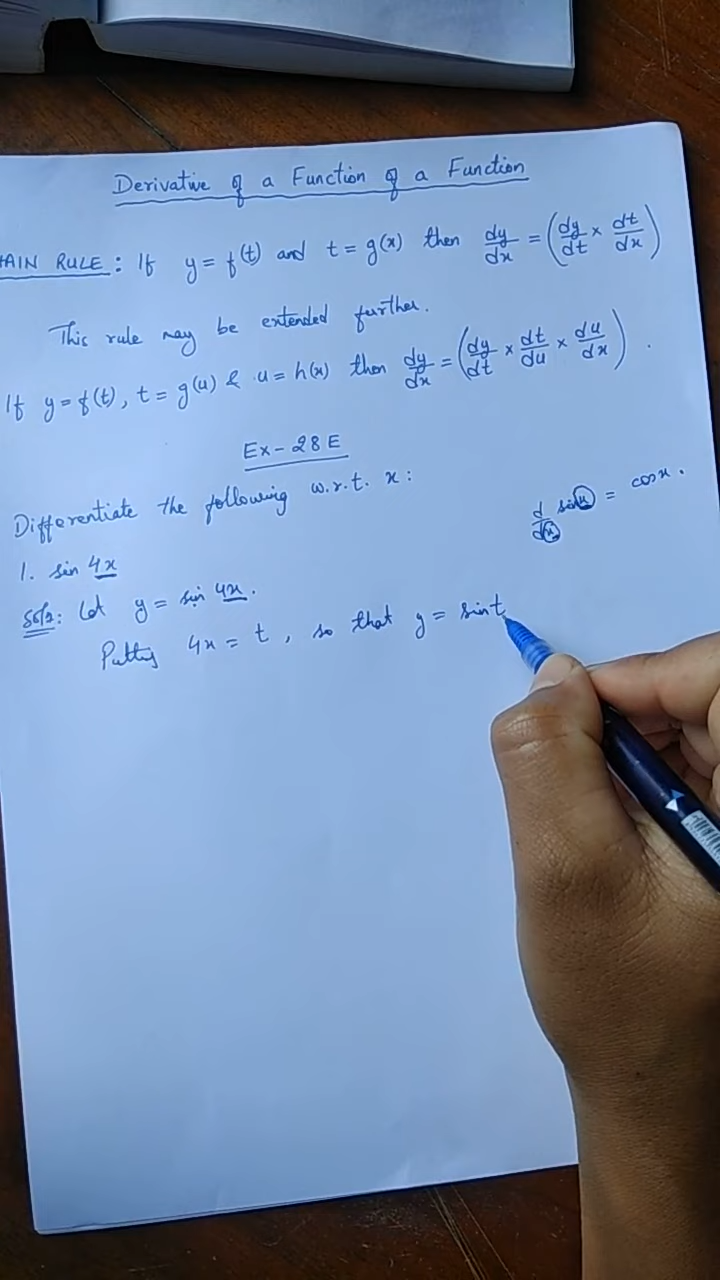 Derivative of a Function of a Function
HAIN RULE : If y = f(t) and t = g(x) then dy/dx = (dy/dt × dt/dx)
This rule may be extended further.
If y = f(t), t = g(u) & u = h(x) then dy/dx = (dy/dt × dt/du × du/dx).
Ex - 28 E
Differentiate the following w.r.t. x :
d/dx sin x = cos x.
1. sin 4x
Soln: Let y = sin 4x.
Putting 4x = t, so that y = sin t